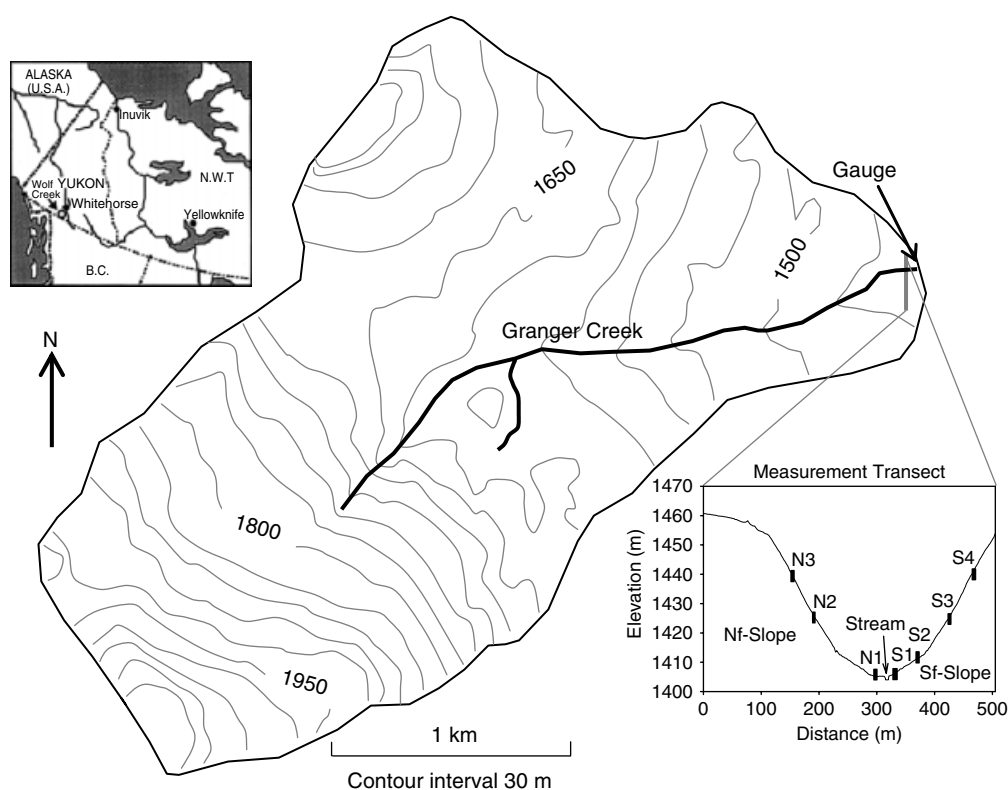 ALASKA
(U.S.A.)
Inuvik
N.W.T
Wolf
Creek
YUKON
Whitehorse
Yellowknife
B.C.
N
1650
Gauge
1500
Granger Creek
1800
1950
1 km
Contour interval 30 m
Measurement Transect
1470
1460
1450
1440
1430
1420
1410
1400
Elevation (m)
N3
S4
N2
S3
Stream
S2
Nf-Slope
N1
S1
Sf-Slope
0
100
200
300
400
500
Distance (m)